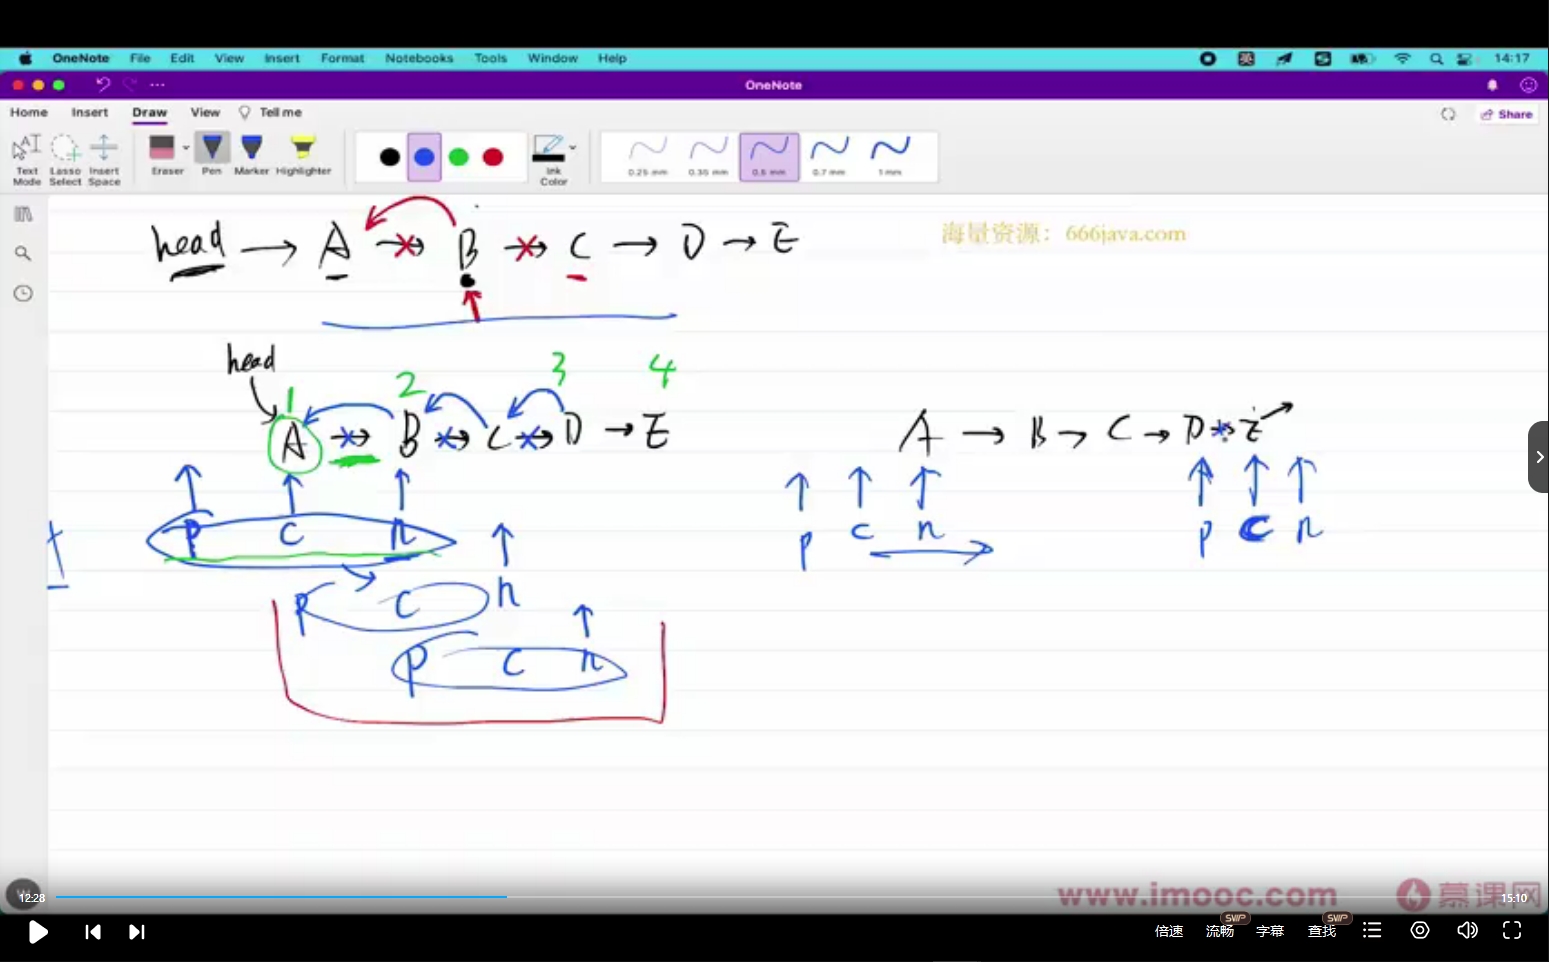 OneNote File Edit View Insert Format Notebooks Tools Window Help 英 14:17
OneNote
Home Insert Draw View Tell me Share
Text Mode Lasso Select Insert Space Eraser Pen Marker Highlighter Ink Color 0.25 mm 0.35 mm 0.5 mm 0.7 mm 1 mm
head → A → B → C → D → E
海量资源：666java.com
head
1 2 3 4
A → B → C → D → E
A → B → C → D → E
P C n
P C n
P C n
P C n
P C n
t
www.imooc.com 慕课网
12:28 15:10
倍速 流畅 SVIP 字幕 查找 SVIP